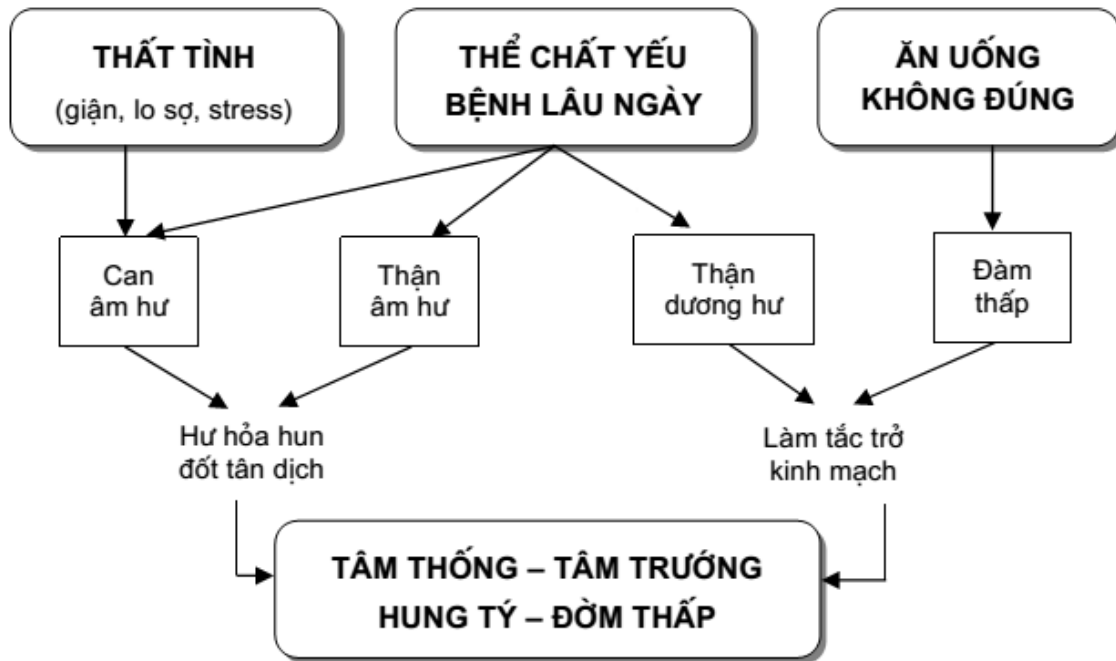 THẤT TÌNH
(giận, lo sợ, stress)
THỂ CHẤT YẾU
BỆNH LÂU NGÀY
ĂN UỐNG
KHÔNG ĐÚNG
Can
âm hư
Thận
âm hư
Thận
dương hư
Đàm
thấp
Hư hỏa hun
đốt tân dịch
Làm tắc trở
kinh mạch
TÂM THỐNG – TÂM TRƯỚNG
HUNG TÝ – ĐỜM THẤP